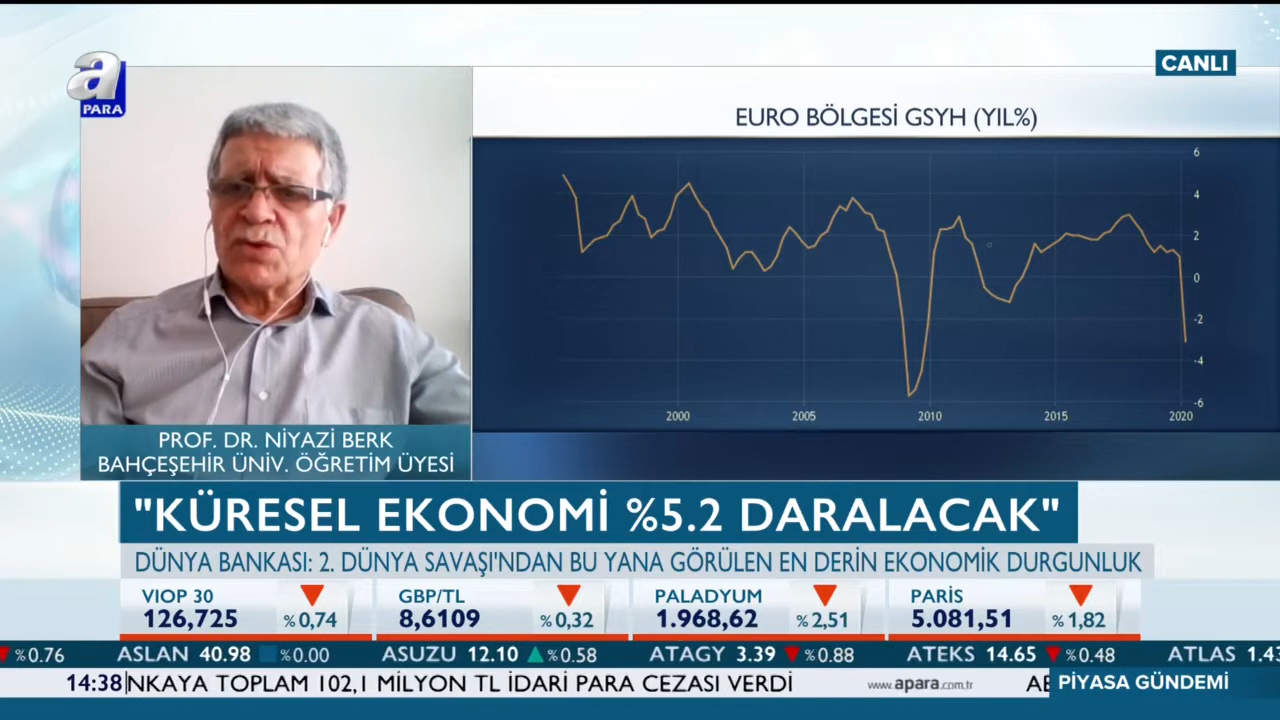 a
PARA
CANLI
EURO BÖLGESİ GSYH (YIL%)
6
4
2
0
-2
-4
-6
2000 2005 2010 2015 2020
PROF. DR. NİYAZİ BERK
BAHÇEŞEHİR ÜNİV. ÖĞRETİM ÜYESİ
"KÜRESEL EKONOMİ %5.2 DARALACAK"
DÜNYA BANKASI: 2. DÜNYA SAVAŞI'NDAN BU YANA GÖRÜLEN EN DERİN EKONOMİK DURGUNLUK
VIOP 30 126,725 %0,74
GBP/TL 8,6109 %0,32
PALADYUM 1.968,62 %2,51
PARİS 5.081,51 %1,82
%0.76 ASLAN 40.98 %0.00 ASUZU 12.10 %0.58 ATAGY 3.39 %0.88 ATEKS 14.65 %0.48 ATLAS 1.43
14:38 NKAYA TOPLAM 102,1 MİLYON TL İDARİ PARA CEZASI VERDİ www.apara.com.tr PİYASA GÜNDEMİ